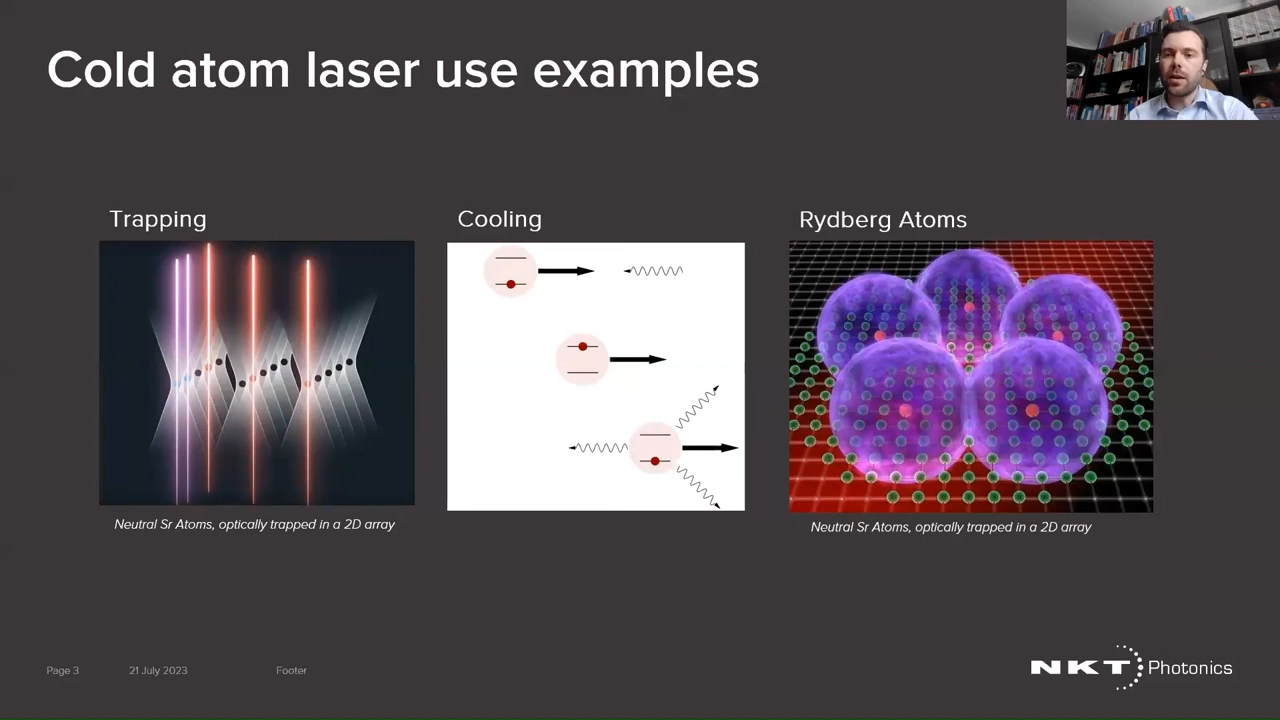 Cold atom laser use examples
Trapping
Cooling
Rydberg Atoms
Neutral Sr Atoms, optically trapped in a 2D array
Neutral Sr Atoms, optically trapped in a 2D array
Page 3
21 July 2023
Footer
NKT Photonics